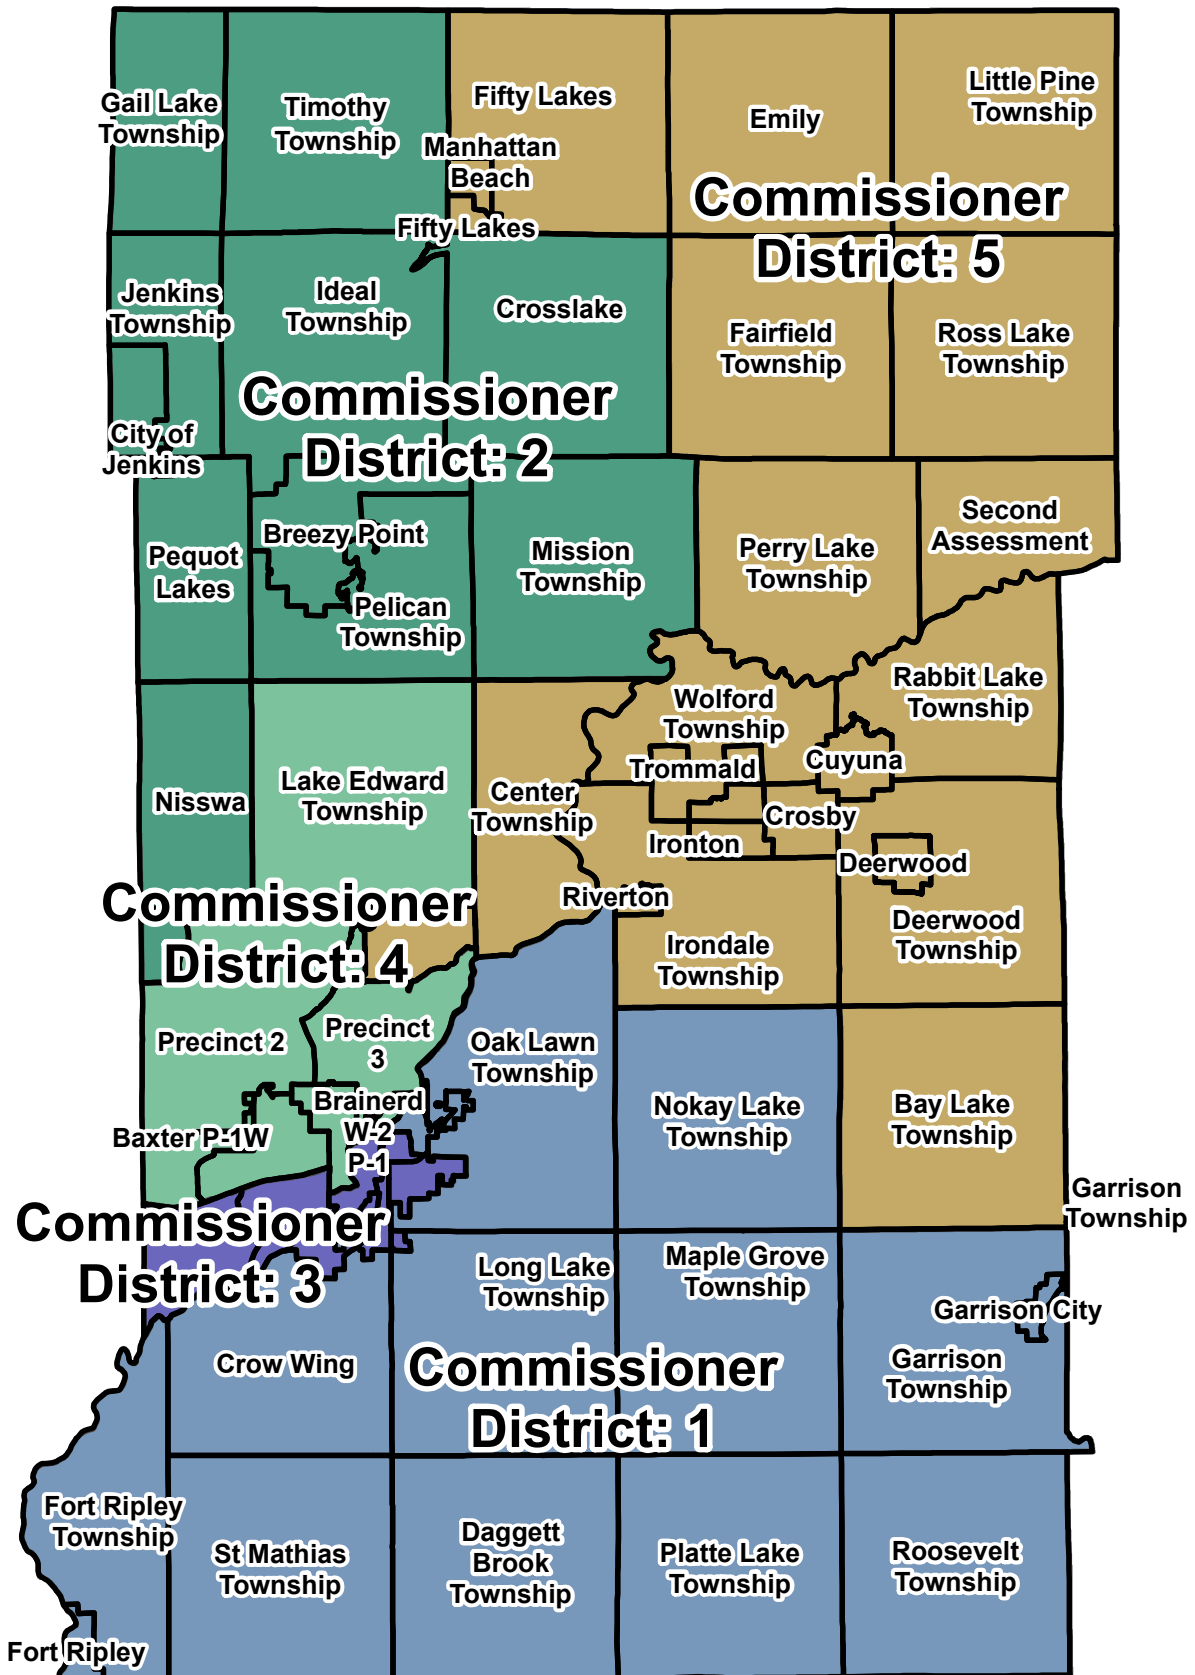 Gail Lake
Township
Timothy
Township
Fifty Lakes
Manhattan
Beach
Fifty Lakes
Emily
Little Pine
Township
Commissioner
District: 5
Jenkins
Township
Ideal
Township
Crosslake
Fairfield
Township
Ross Lake
Township
City of
Jenkins
Commissioner
District: 2
Pequot
Lakes
Breezy Point
Pelican
Township
Mission
Township
Perry Lake
Township
Second
Assessment
Wolford
Township
Rabbit Lake
Township
Trommald
Cuyuna
Nisswa
Lake Edward
Township
Center
Township
Crosby
Ironton
Deerwood
Riverton
Irondale
Township
Deerwood
Township
Commissioner
District: 4
Precinct 2
Precinct
3
Oak Lawn
Township
Brainerd
W-2
P-1
Baxter P-1W
Nokay Lake
Township
Bay Lake
Township
Garrison
Township
Commissioner
District: 3
Long Lake
Township
Maple Grove
Township
Garrison City
Crow Wing
Commissioner
District: 1
Garrison
Township
Fort Ripley
Township
St Mathias
Township
Daggett
Brook
Township
Platte Lake
Township
Roosevelt
Township
Fort Ripley